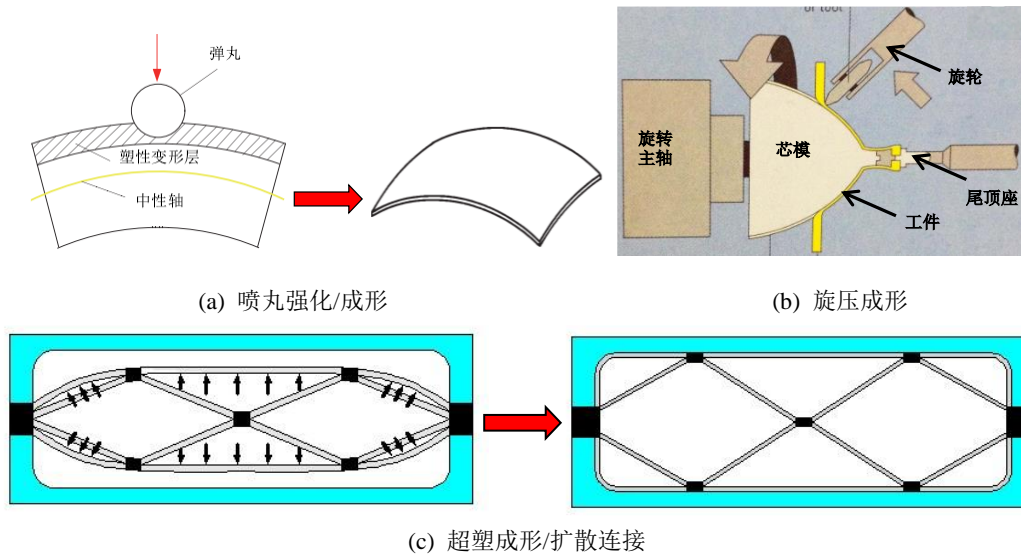 弹丸
塑性变形层
中性轴
(a) 喷丸强化/成形
or tool
旋轮
旋转
主轴
芯模
尾顶座
工件
(b) 旋压成形
(c) 超塑成形/扩散连接